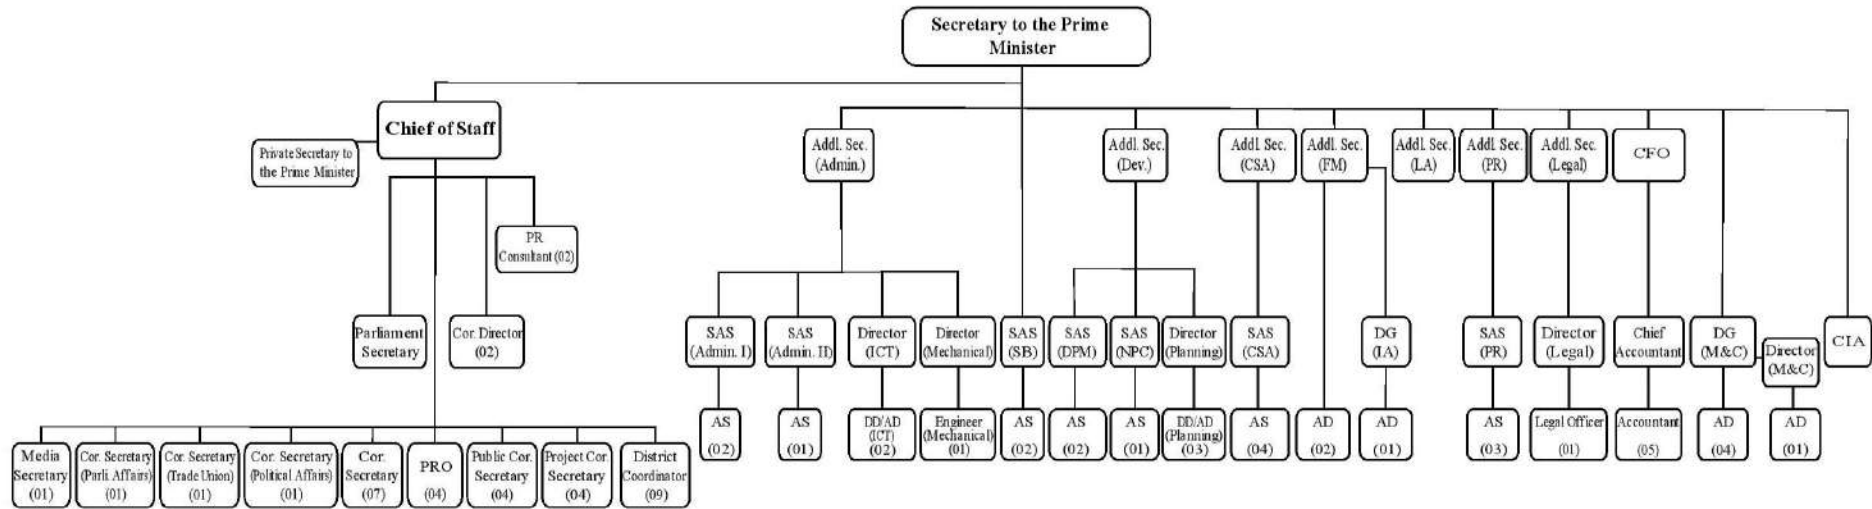 Secretary to the Prime
Minister
Chief of Staff
Private Secretary to
the Prime Minister
Addl. Sec.
(Admin.)
Addl. Sec.
(Dev.)
Addl. Sec.
(CSA)
Addl. Sec.
(FM)
Addl. Sec.
(LA)
Addl. Sec.
(PR)
Addl. Sec.
(Legal)
CFO
PR
Consultant (02)
Parliament
Secretary
Cor. Director
(02)
SAS
(Admin. I)
SAS
(Admin. II)
Director
(ICT)
Director
(Mechanical)
SAS
(SB)
SAS
(DPM)
SAS
(NPC)
Director
(Planning)
SAS
(CSA)
DG
(IA)
SAS
(PR)
Director
(Legal)
Chief
Accountant
DG
(M&C)
Director
(M&C)
CIA
AS
(02)
AS
(01)
DD/AD
(ICT)
(02)
Engineer
(Mechanical)
(01)
AS
(02)
AS
(02)
AS
(01)
DD/AD
(Planning)
(03)
AS
(04)
AD
(02)
AD
(01)
AS
(03)
Legal Officer
(01)
Accountant
(05)
AD
(04)
AD
(01)
Media
Secretary
(01)
Cor. Secretary
(Parli. Affairs)
(01)
Cor. Secretary
(Trade Union)
(01)
Cor. Secretary
(Political Affairs)
(01)
Cor.
Secretary
(07)
PRO
(04)
Public Cor.
Secretary
(04)
Project Cor.
Secretary
(04)
District
Coordinator
(09)